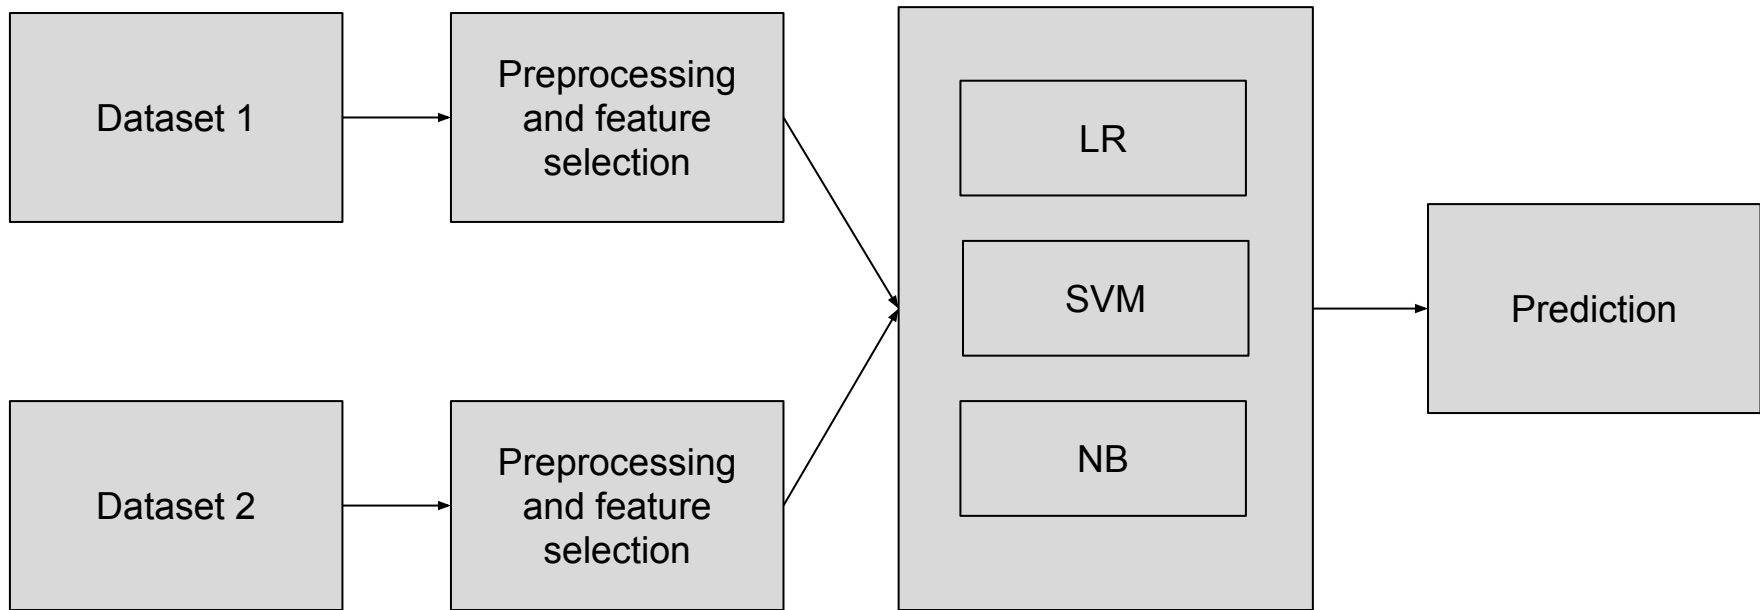 Dataset 1
Preprocessing
and feature
selection
LR
SVM
NB
Prediction
Dataset 2
Preprocessing
and feature
selection